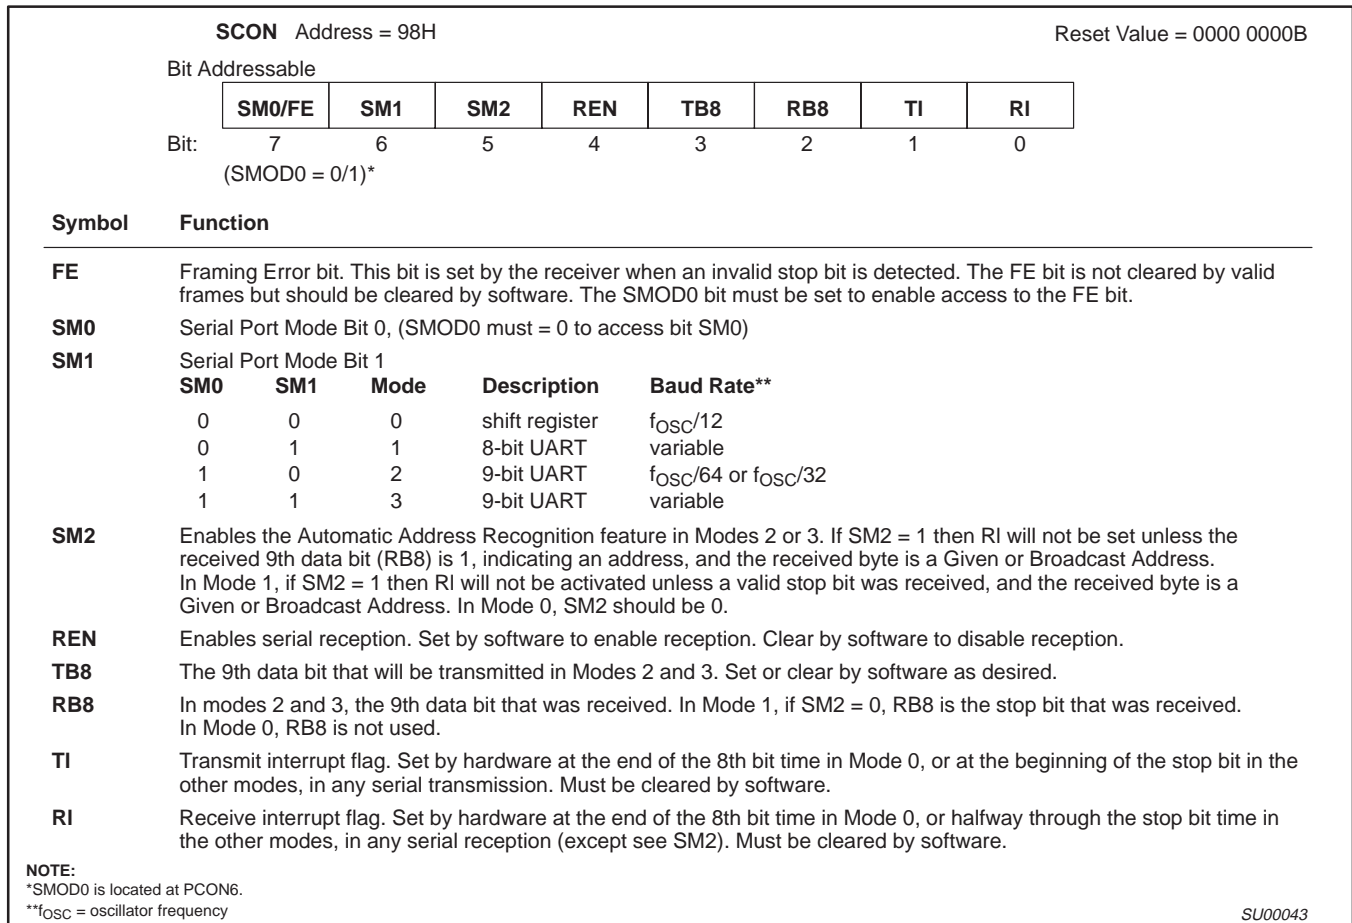 SCON Address = 98H Reset Value = 0000 0000B
Bit Addressable
SM0/FE SM1 SM2 REN TB8 RB8 TI RI
Bit: 7 6 5 4 3 2 1 0
(SMOD0 = 0/1)*
Symbol Function
FE Framing Error bit. This bit is set by the receiver when an invalid stop bit is detected. The FE bit is not cleared by valid
frames but should be cleared by software. The SMOD0 bit must be set to enable access to the FE bit.
SM0 Serial Port Mode Bit 0, (SMOD0 must = 0 to access bit SM0)
SM1 Serial Port Mode Bit 1
SM0 SM1 Mode Description Baud Rate**
0 0 0 shift register fOSC/12
0 1 1 8-bit UART variable
1 0 2 9-bit UART fOSC/64 or fOSC/32
1 1 3 9-bit UART variable
SM2 Enables the Automatic Address Recognition feature in Modes 2 or 3. If SM2 = 1 then RI will not be set unless the
received 9th data bit (RB8) is 1, indicating an address, and the received byte is a Given or Broadcast Address.
In Mode 1, if SM2 = 1 then RI will not be activated unless a valid stop bit was received, and the received byte is a
Given or Broadcast Address. In Mode 0, SM2 should be 0.
REN Enables serial reception. Set by software to enable reception. Clear by software to disable reception.
TB8 The 9th data bit that will be transmitted in Modes 2 and 3. Set or clear by software as desired.
RB8 In modes 2 and 3, the 9th data bit that was received. In Mode 1, if SM2 = 0, RB8 is the stop bit that was received.
In Mode 0, RB8 is not used.
TI Transmit interrupt flag. Set by hardware at the end of the 8th bit time in Mode 0, or at the beginning of the stop bit in the
other modes, in any serial transmission. Must be cleared by software.
RI Receive interrupt flag. Set by hardware at the end of the 8th bit time in Mode 0, or halfway through the stop bit time in
the other modes, in any serial reception (except see SM2). Must be cleared by software.
NOTE:
*SMOD0 is located at PCON6.
**fOSC = oscillator frequency SU00043